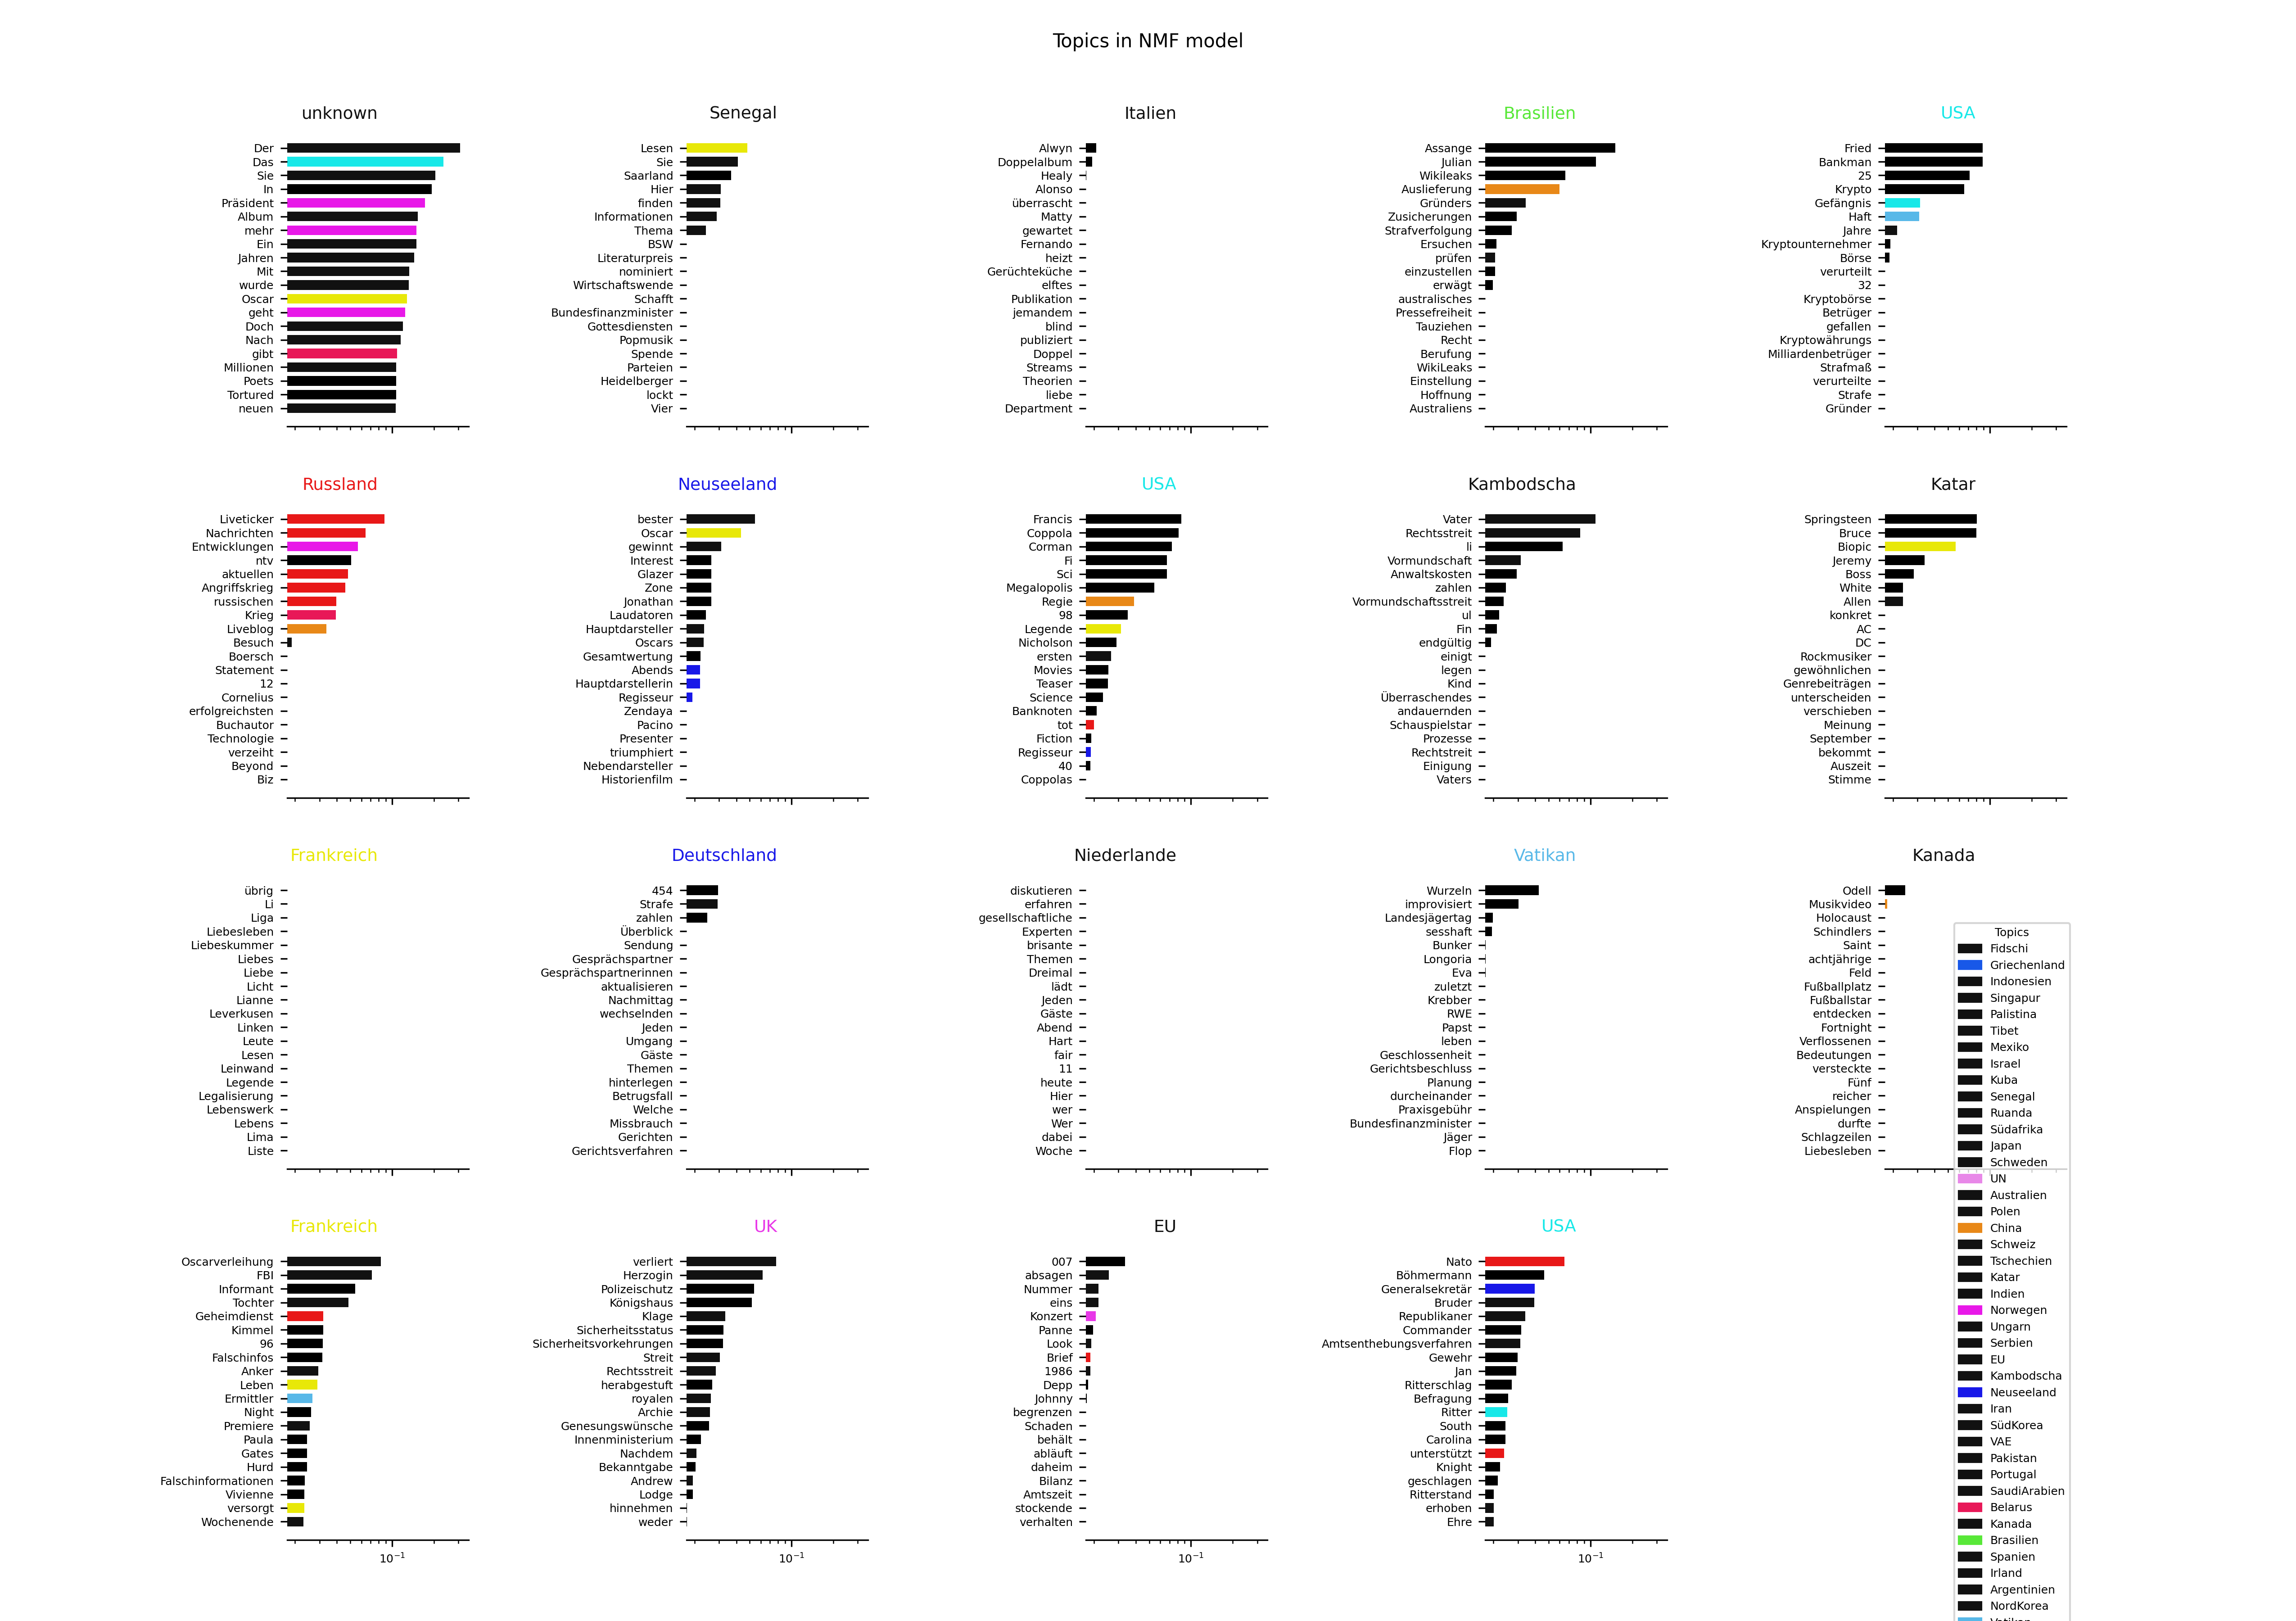 Topics in NMF model
unknown
Der
Das
Sie
In
Präsident
Album
mehr
Ein
Jahren
Mit
wurde
Oscar
geht
Doch
Nach
gibt
Millionen
Poets
Tortured
neuen
Senegal
Lesen
Sie
Saarland
Hier
finden
Informationen
Thema
BSW
Literaturpreis
nominiert
Wirtschaftswende
Schafft
Bundesfinanzminister
Gottesdiensten
Popmusik
Spende
Parteien
Heidelberger
lockt
Vier
Italien
Alwyn
Doppelalbum
Healy
Alonso
überrascht
Matty
gewartet
Fernando
heizt
Gerüchteküche
elftes
Publikation
jemandem
blind
publiziert
Doppel
Streams
Theorien
liebe
Department
Brasilien
Assange
Julian
Wikileaks
Auslieferung
Gründers
Zusicherungen
Strafverfolgung
Ersuchen
prüfen
einzustellen
erwägt
australisches
Pressefreiheit
Tauziehen
Recht
Berufung
WikiLeaks
Einstellung
Hoffnung
Australiens
USA
Fried
Bankman
25
Krypto
Gefängnis
Haft
Jahre
Kryptounternehmer
Börse
verurteilt
32
Kryptobörse
Betrüger
gefallen
Kryptowährungs
Milliardenbetrüger
Strafmaß
verurteilte
Strafe
Gründer
Russland
Liveticker
Nachrichten
Entwicklungen
ntv
aktuellen
Angriffskrieg
russischen
Krieg
Liveblog
Besuch
Boersch
Statement
12
Cornelius
erfolgreichsten
Buchautor
Technologie
verzeiht
Beyond
Biz
Neuseeland
bester
Oscar
gewinnt
Interest
Glazer
Zone
Jonathan
Laudatoren
Hauptdarsteller
Oscars
Gesamtwertung
Abends
Hauptdarstellerin
Regisseur
Zendaya
Pacino
Presenter
triumphiert
Nebendarsteller
Historienfilm
USA
Francis
Coppola
Corman
Fi
Sci
Megalopolis
Regie
98
Legende
Nicholson
ersten
Movies
Teaser
Science
Banknoten
tot
Fiction
Regisseur
40
Coppolas
Kambodscha
Vater
Rechtsstreit
li
Vormundschaft
Anwaltskosten
zahlen
Vormundschaftsstreit
ul
Fin
endgültig
einigt
legen
Kind
Überraschendes
andauernden
Schauspielstar
Prozesse
Rechtstreit
Einigung
Vaters
Katar
Springsteen
Bruce
Biopic
Jeremy
Boss
White
Allen
konkret
AC
DC
Rockmusiker
gewöhnlichen
Genrebeiträgen
unterscheiden
verschieben
Meinung
September
bekommt
Auszeit
Stimme
Frankreich
übrig
Li
Liga
Liebesleben
Liebeskummer
Liebes
Liebe
Licht
Lianne
Leverkusen
Linken
Leute
Lesen
Leinwand
Legende
Legalisierung
Lebenswerk
Lebens
Lima
Liste
Deutschland
454
Strafe
zahlen
Überblick
Sendung
Gesprächspartner
Gesprächspartnerinnen
aktualisieren
Nachmittag
wechselnden
Jeden
Umgang
Gäste
Themen
hinterlegen
Betrugsfall
Welche
Missbrauch
Gerichten
Gerichtsverfahren
Niederlande
diskutieren
erfahren
gesellschaftliche
Experten
brisante
Themen
Dreimal
lädt
Jeden
Gäste
Abend
Hart
fair
11
heute
Hier
wer
Wer
dabei
Woche
Vatikan
Wurzeln
improvisiert
Landesjägertag
sesshaft
Bunker
Longoria
Eva
zuletzt
Krebber
RWE
Papst
leben
Geschlossenheit
Gerichtsbeschluss
Planung
durcheinander
Praxisgebühr
Bundesfinanzminister
Jäger
Flop
Kanada
Odell
Musikvideo
Holocaust
Schindlers
Saint
achtjährige
Feld
Fußballplatz
Fußballstar
entdecken
Fortnight
Verflossenen
Bedeutungen
versteckte
Fünf
reicher
Anspielungen
durfte
Schlagzeilen
Liebesleben
Frankreich
Oscarverleihung
FBI
Informant
Tochter
Geheimdienst
Kimmel
96
Falschinfos
Anker
Leben
Ermittler
Night
Premiere
Paula
Gates
Hurd
Falschinformationen
Vivienne
versorgt
Wochenende
10⁻¹
UK
verliert
Herzogin
Polizeischutz
Königshaus
Klage
Sicherheitsstatus
Sicherheitsvorkehrungen
Streit
Rechtsstreit
herabgestuft
royalen
Archie
Genesungswünsche
Innenministerium
Nachdem
Bekanntgabe
Andrew
Lodge
hinnehmen
weder
10⁻¹
EU
007
absagen
Nummer
eins
Konzert
Panne
Look
Brief
1986
Depp
Johnny
begrenzen
Schaden
behält
abläuft
daheim
Bilanz
Amtszeit
stockende
verhalten
10⁻¹
USA
Nato
Böhmermann
Generalsekretär
Bruder
Republikaner
Commander
Amtsenthebungsverfahren
Gewehr
Jan
Ritterschlag
Befragung
Ritter
South
Carolina
unterstützt
Knight
geschlagen
Ritterstand
erhoben
Ehre
10⁻¹
Topics
Fidschi
Griechenland
Indonesien
Singapur
Palistina
Tibet
Mexiko
Israel
Kuba
Senegal
Ruanda
Südafrika
Japan
Schweden
UN
Australien
Polen
China
Schweiz
Tschechien
Katar
Indien
Norwegen
Ungarn
Serbien
EU
Kambodscha
Neuseeland
Iran
SüdKorea
VAE
Pakistan
Portugal
SaudiArabien
Belarus
Kanada
Brasilien
Spanien
Irland
Argentinien
NordKorea